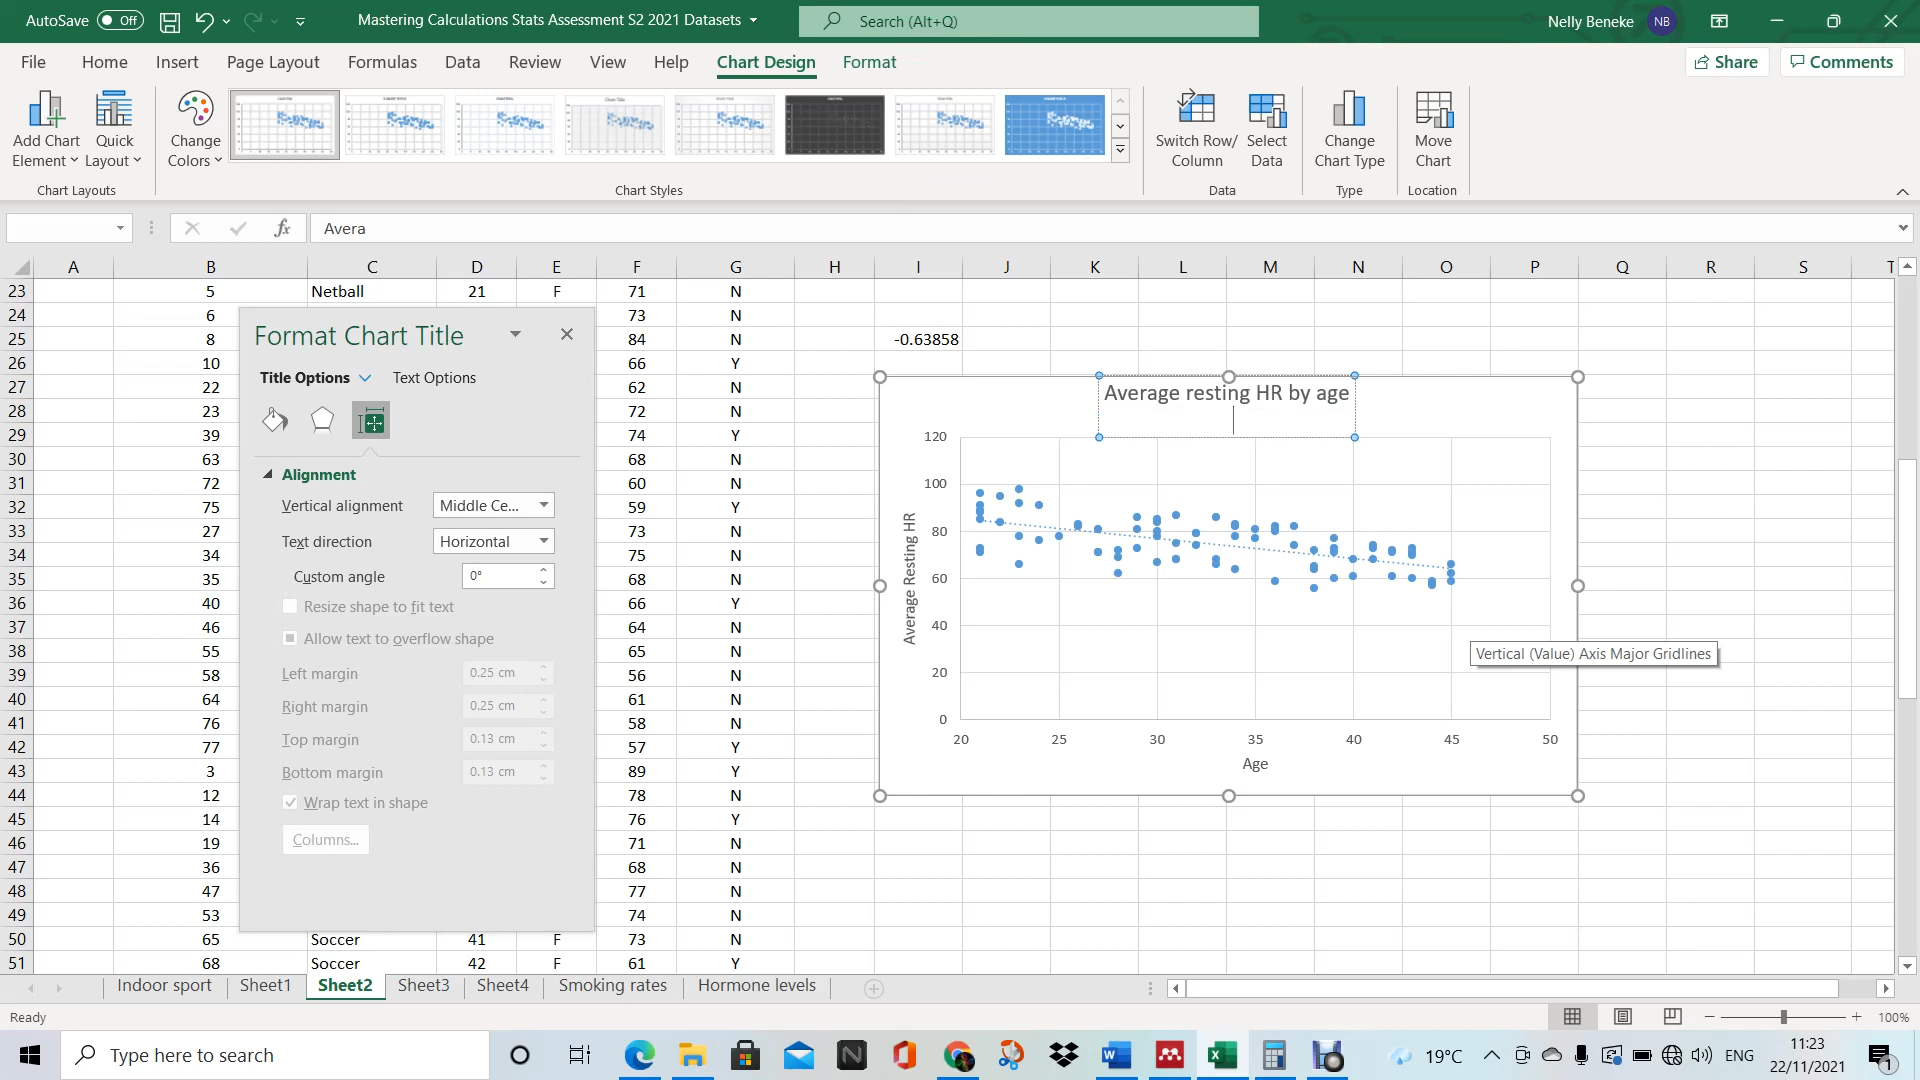 AutoSave Off Mastering Calculations Stats Assessment S2 2021 Datasets Search (Alt+Q) Nelly Beneke NB
File Home Insert Page Layout Formulas Data Review View Help Chart Design Format Share Comments
Add Chart Element Quick Layout Change Colors Switch Row/ Column Select Data Change Chart Type Move Chart
Chart Layouts Chart Styles Data Type Location
fx Avera
A B C D E F G H I J K L M N O P Q R S T
23 5 Netball 21 F 71 N
24 6 73 N
25 8 84 N -0.63858
26 10 66 Y
27 22 62 N
28 23 72 N
29 39 74 Y
30 63 68 N
31 72 60 N
32 75 59 Y
33 27 73 N
34 34 75 N
35 35 68 N
36 40 66 Y
37 46 64 N
38 55 65 N
39 58 56 N
40 64 61 N
41 76 58 N
42 77 57 Y
43 3 89 Y
44 12 78 N
45 14 76 Y
46 19 71 N
47 36 68 N
48 47 77 N
49 53 74 N
50 65 Soccer 41 F 73 N
51 68 Soccer 42 F 61 Y
Format Chart Title
Title Options Text Options
Alignment
Vertical alignment Middle Ce...
Text direction Horizontal
Custom angle 0°
Resize shape to fit text
Allow text to overflow shape
Left margin 0.25 cm
Right margin 0.25 cm
Top margin 0.13 cm
Bottom margin 0.13 cm
Wrap text in shape
Columns...
Average resting HR by age
120
100
80
60
40
20
0
Average Resting HR
20 25 30 35 40 45 50
Age
Vertical (Value) Axis Major Gridlines
Indoor sport Sheet1 Sheet2 Sheet3 Sheet4 Smoking rates Hormone levels
Ready 100%
Type here to search 19°C ENG 11:23
22/11/2021 1